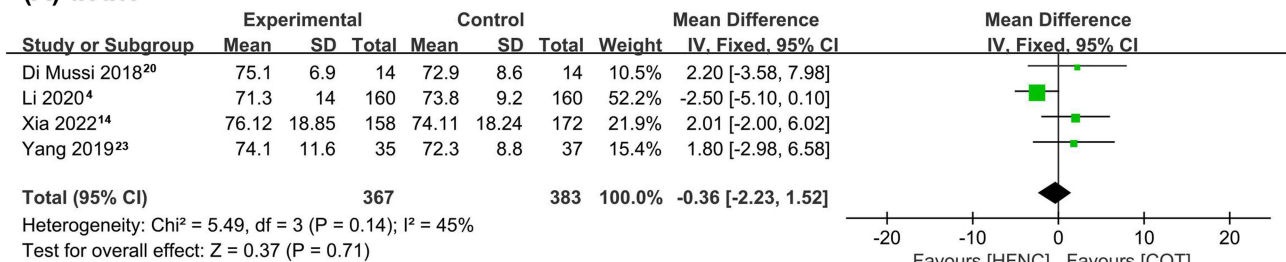 Experimental Control Mean Difference Mean Difference
Study or Subgroup Mean SD Total Mean SD Total Weight IV, Fixed, 95% CI IV, Fixed, 95% CI
Di Mussi 2018²⁰ 75.1 6.9 14 72.9 8.6 14 10.5% 2.20 [-3.58, 7.98]
Li 2020⁴ 71.3 14 160 73.8 9.2 160 52.2% -2.50 [-5.10, 0.10]
Xia 2022¹⁴ 76.12 18.85 158 74.11 18.24 172 21.9% 2.01 [-2.00, 6.02]
Yang 2019²³ 74.1 11.6 35 72.3 8.8 37 15.4% 1.80 [-2.98, 6.58]
Total (95% CI) 367 383 100.0% -0.36 [-2.23, 1.52]
Heterogeneity: Chi² = 5.49, df = 3 (P = 0.14); I² = 45%
Test for overall effect: Z = 0.37 (P = 0.71)
-20 -10 0 10 20
Favours [HFNC] Favours [COT]